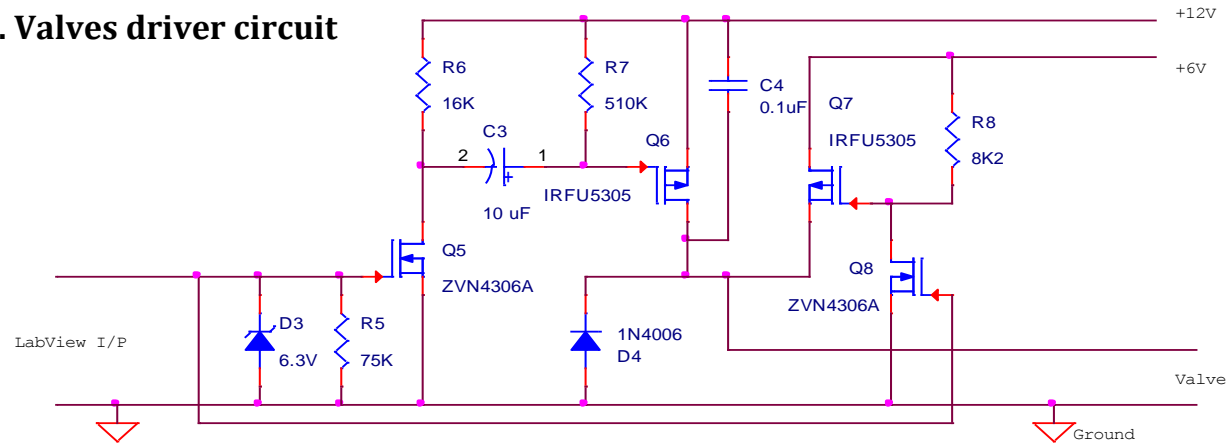 . Valves driver circuit
+12V
+6V
R6
16K
R7
510K
C4
0.1uF
Q7
IRFU5305
R8
8K2
C3
2
1
10 uF
Q6
IRFU5305
Q5
ZVN4306A
Q8
ZVN4306A
D3
6.3V
R5
75K
1N4006
D4
LabView I/P
Valve
Ground